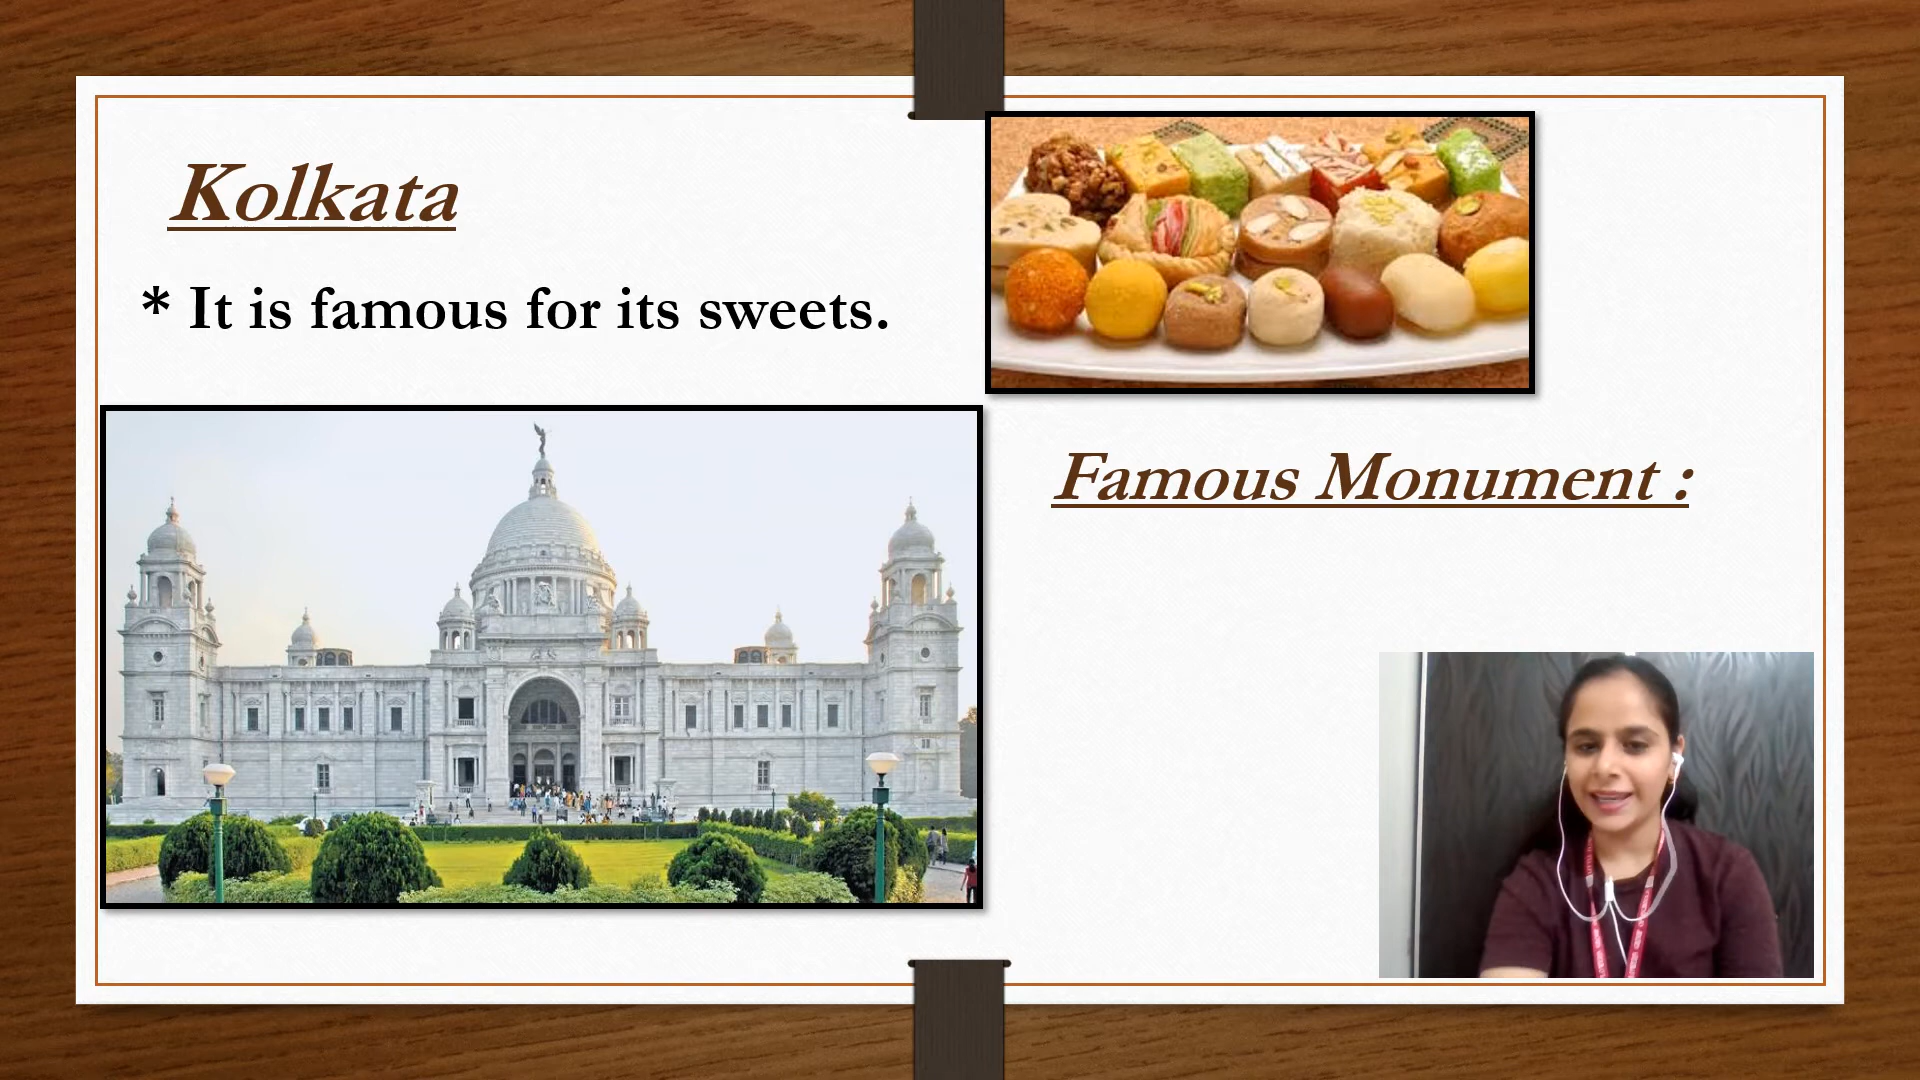 Kolkata
* It is famous for its sweets.
Famous Monument :